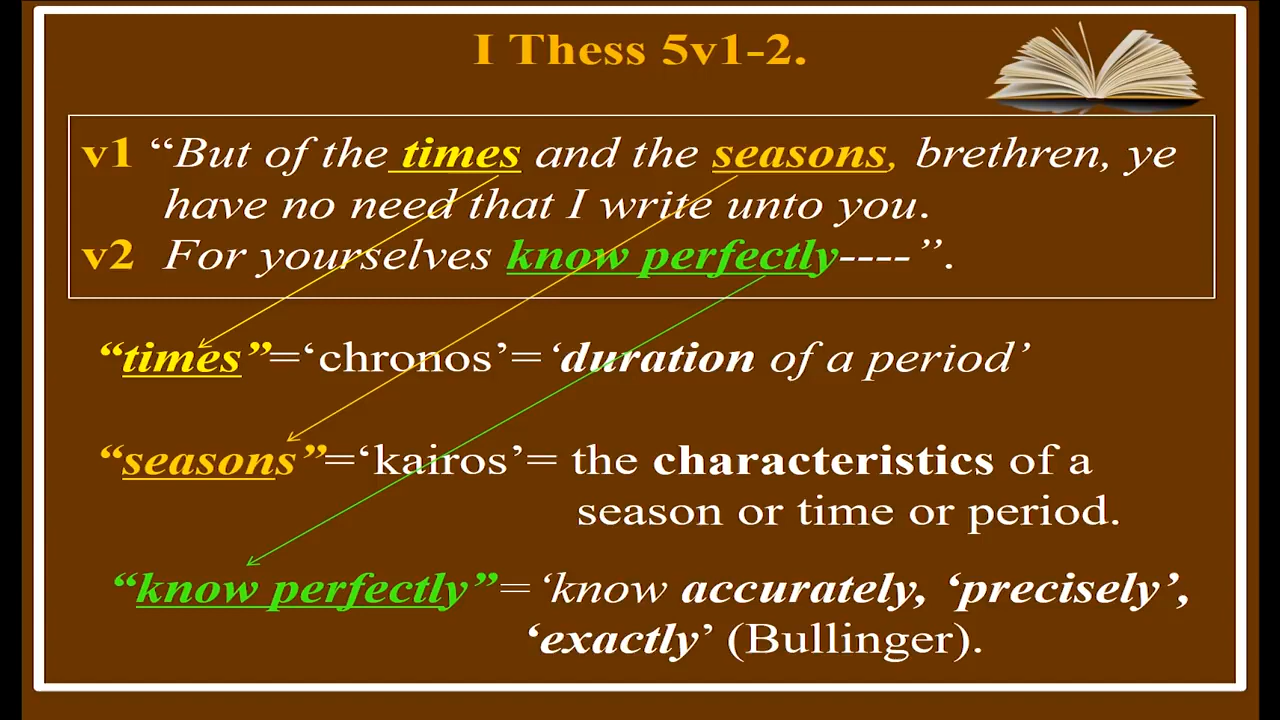 I Thess 5v1-2.
v1 “But of the times and the seasons, brethren, ye
have no need that I write unto you.
v2 For yourselves know perfectly----”.
“times”=‘chronos’=‘duration of a period’
“seasons”=‘kairos’= the characteristics of a
season or time or period.
“know perfectly”= ‘know accurately, ‘precisely’,
‘exactly’ (Bullinger).